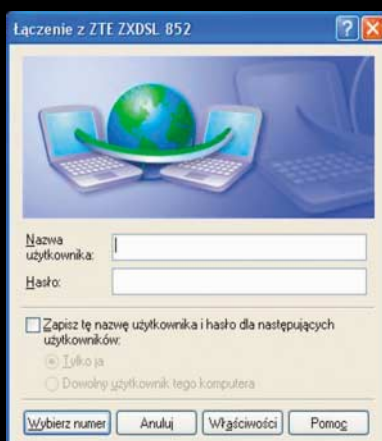 Łączenie z ZTE ZXDSL 852
Nazwa
użytkownika:
Hasło:
Zapisz tę nazwę użytkownika i hasło dla następujących
użytkowników:
Tylko ja
Dowolny użytkownik tego komputera
Wybierz numer Anuluj Właściwości Pomoc